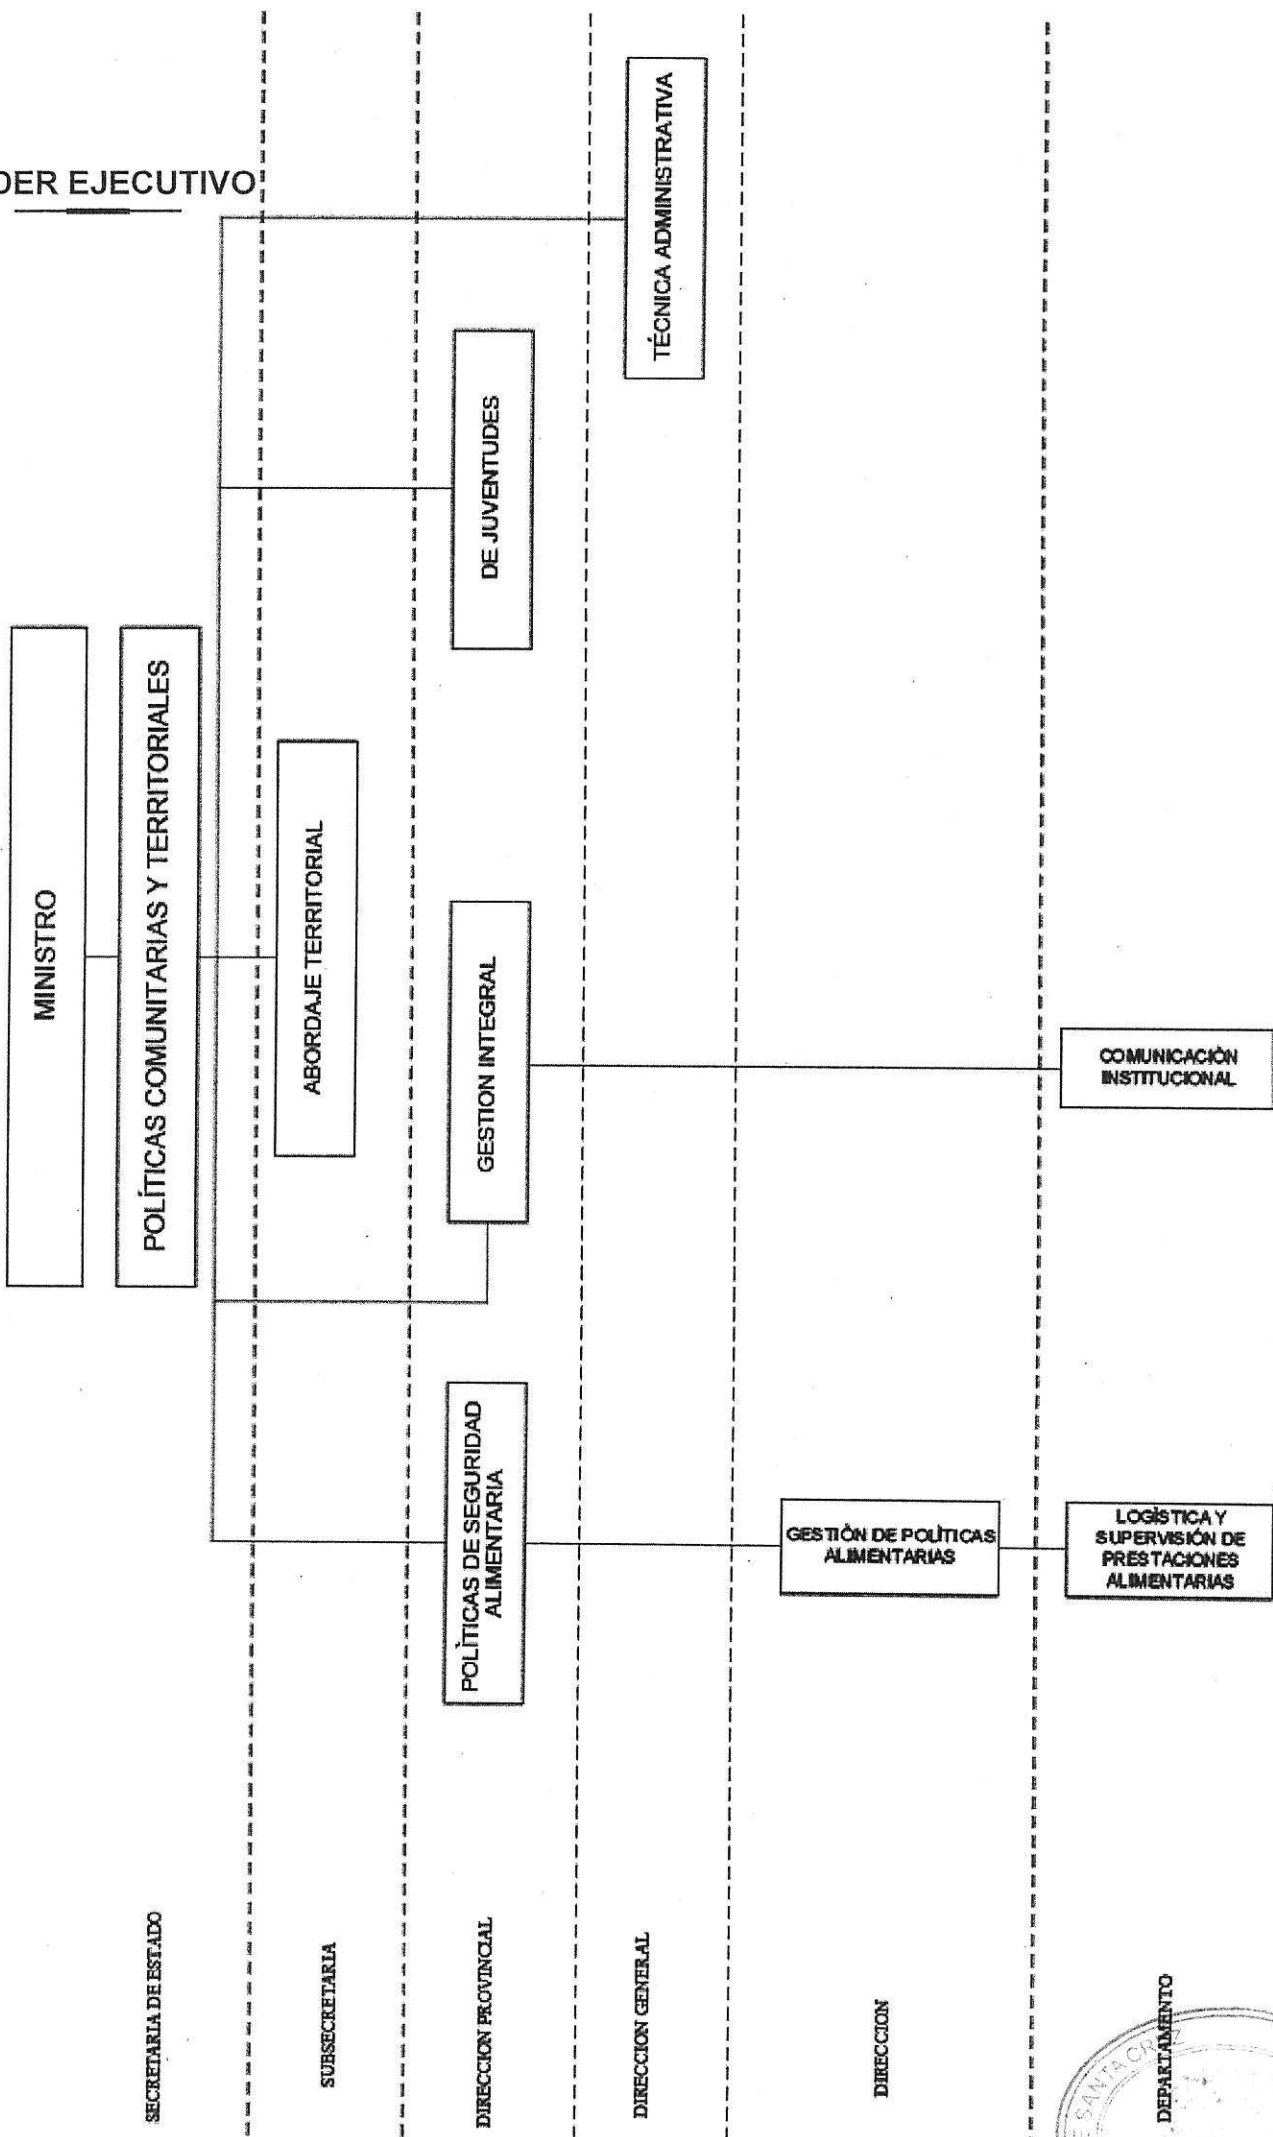 DER EJECUTIVO
MINISTRO
POLÍTICAS COMUNITARIAS Y TERRITORIALES
SECRETARIA DE ESTADO
ABORDAJE TERRITORIAL
SUBSECRETARIA
POLÍTICAS DE SEGURIDAD
ALIMENTARIA
GESTION INTEGRAL
DE JUVENTUDES
DIRECCION PROVINCIAL
TÉCNICA ADMINISTRATIVA
DIRECCION GENERAL
GESTIÓN DE POLÍTICAS
ALIMENTARIAS
DIRECCION
LOGÍSTICA Y
SUPERVISIÓN DE
PRESTACIONES
ALIMENTARIAS
COMUNICACIÓN
INSTITUCIONAL
DEPARTAMENTO
SANTA CRUZ